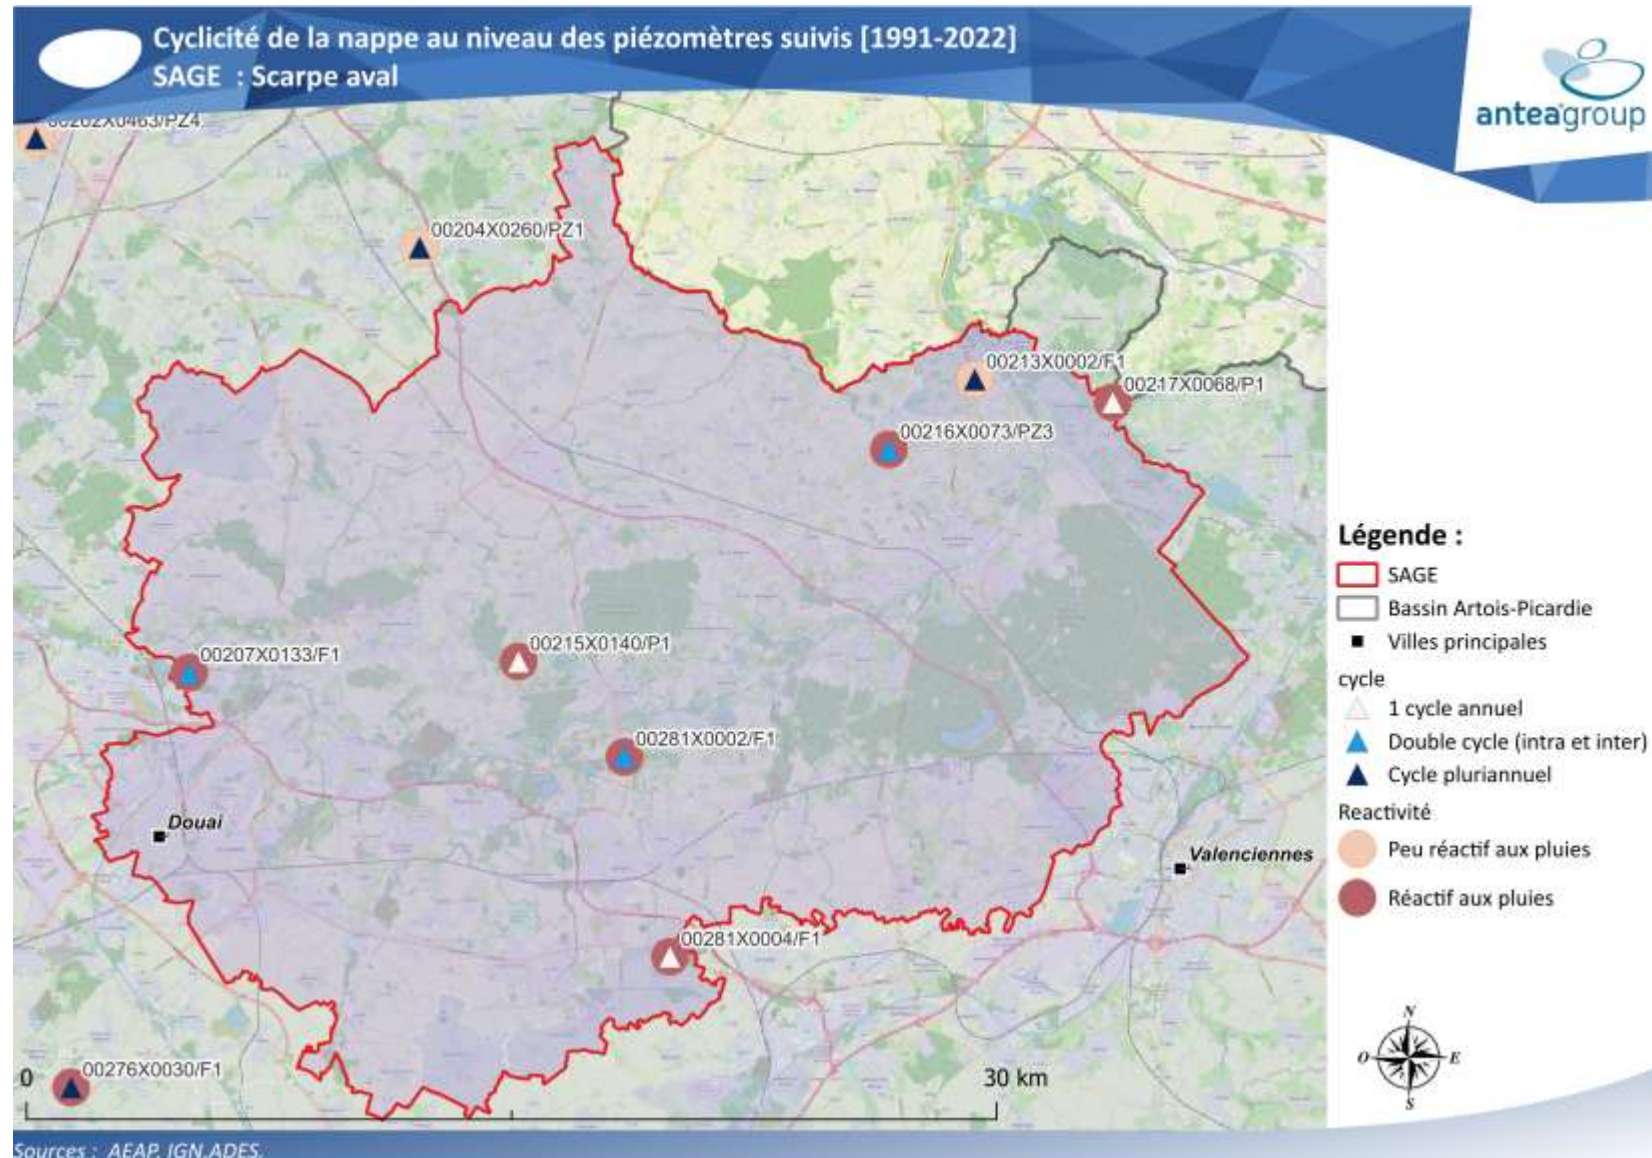 Cyclicité de la nappe au niveau des piézomètres suivis [1991-2022]
SAGE : Scarpe aval
anteagroup
00202X0463/PZ4
00204X0260/PZ1
00213X0002/F1
00217X0068/P1
00216X0073/PZ3
00207X0133/F1
00215X0140/P1
00281X0002/F1
Douai
Valenciennes
00281X0004/F1
00276X0030/F1
0
30 km
Légende :
SAGE
Bassin Artois-Picardie
Villes principales
cycle
1 cycle annuel
Double cycle (intra et inter)
Cycle pluriannuel
Reactivité
Peu réactif aux pluies
Réactif aux pluies
N
O
E
S
Sources : AEAP, IGN,ADES.